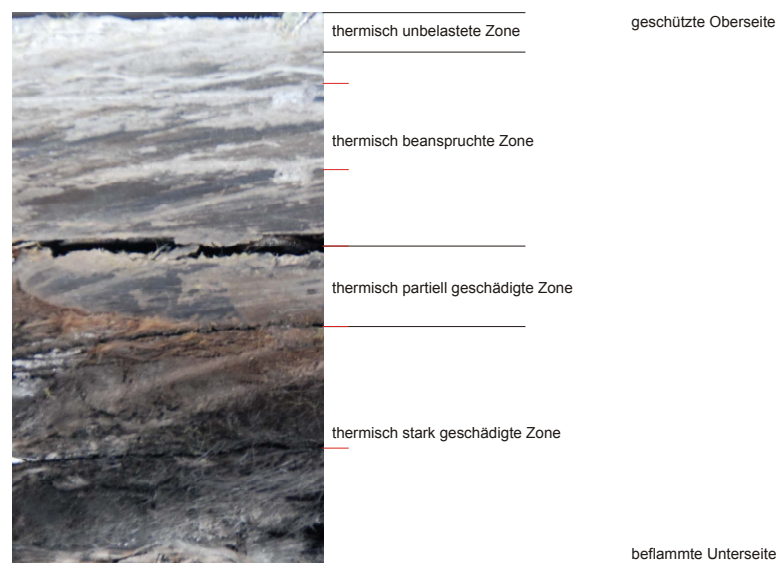 geschützte Oberseite
thermisch unbelastete Zone
thermisch beanspruchte Zone
thermisch partiell geschädigte Zone
thermisch stark geschädigte Zone
beflammte Unterseite